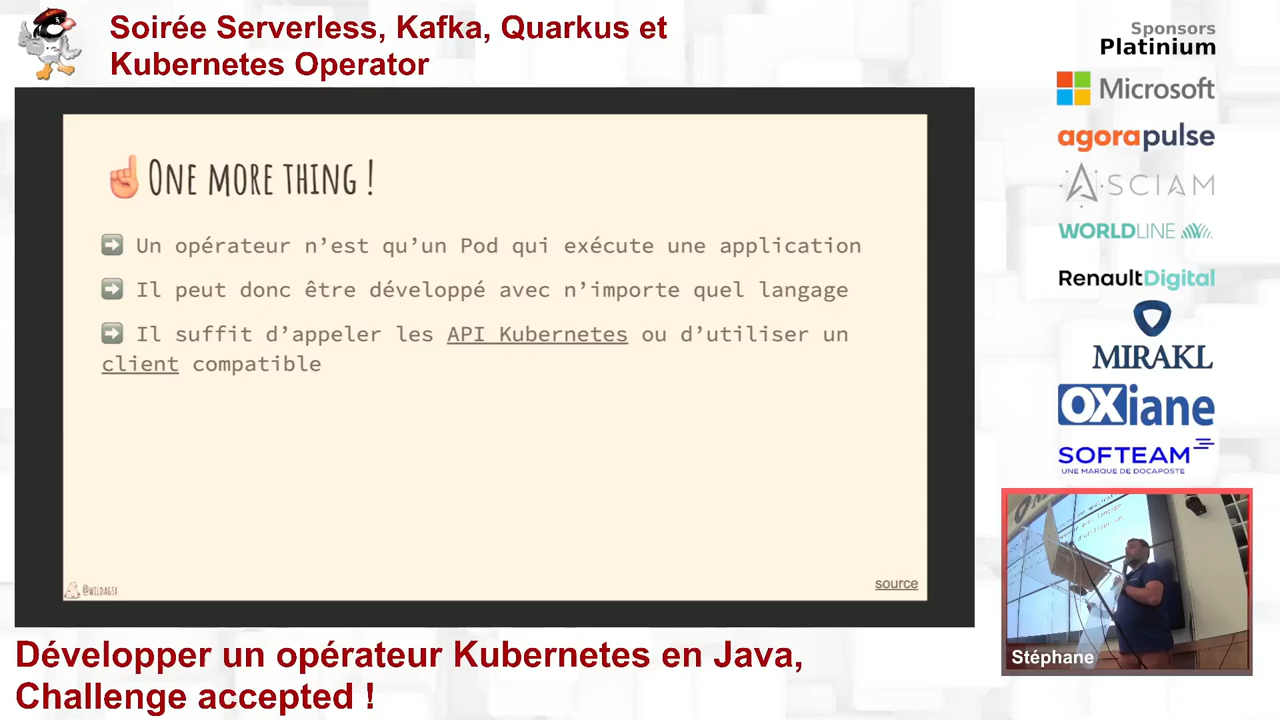 Soirée Serverless, Kafka, Quarkus et
Kubernetes Operator
☝One more thing !
➡ Un opérateur n’est qu’un Pod qui exécute une application
➡ Il peut donc être développé avec n’importe quel langage
➡ Il suffit d’appeler les API Kubernetes ou d’utiliser un
client compatible
@wildagsx
source
Sponsors
Platinium
Microsoft
agorapulse
ASCIAM
WORLDLINE
RenaultDigital
MIRAKL
OXiane
SOFTEAM
UNE MARQUE DE DOCAPOSTE
Stéphane
Développer un opérateur Kubernetes en Java,
Challenge accepted !